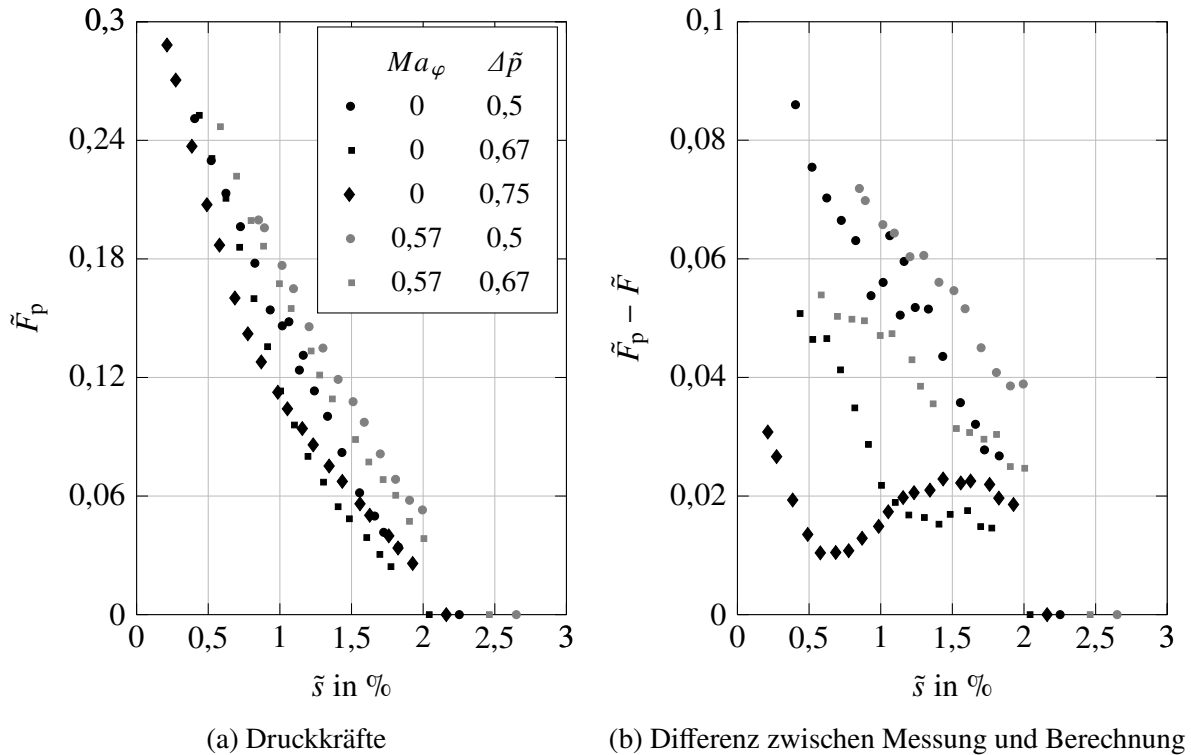 0,3
0,24
0,18
0,12
0,06
0
F̃p
0 0,5 1 1,5 2 2,5 3
s̃ in %
Maφ Δp̃
0 0,5
0 0,67
0 0,75
0,57 0,5
0,57 0,67
(a) Druckkräfte
0,1
0,08
0,06
0,04
0,02
0
F̃p − F̃
0 0,5 1 1,5 2 2,5 3
s̃ in %
(b) Differenz zwischen Messung und Berechnung